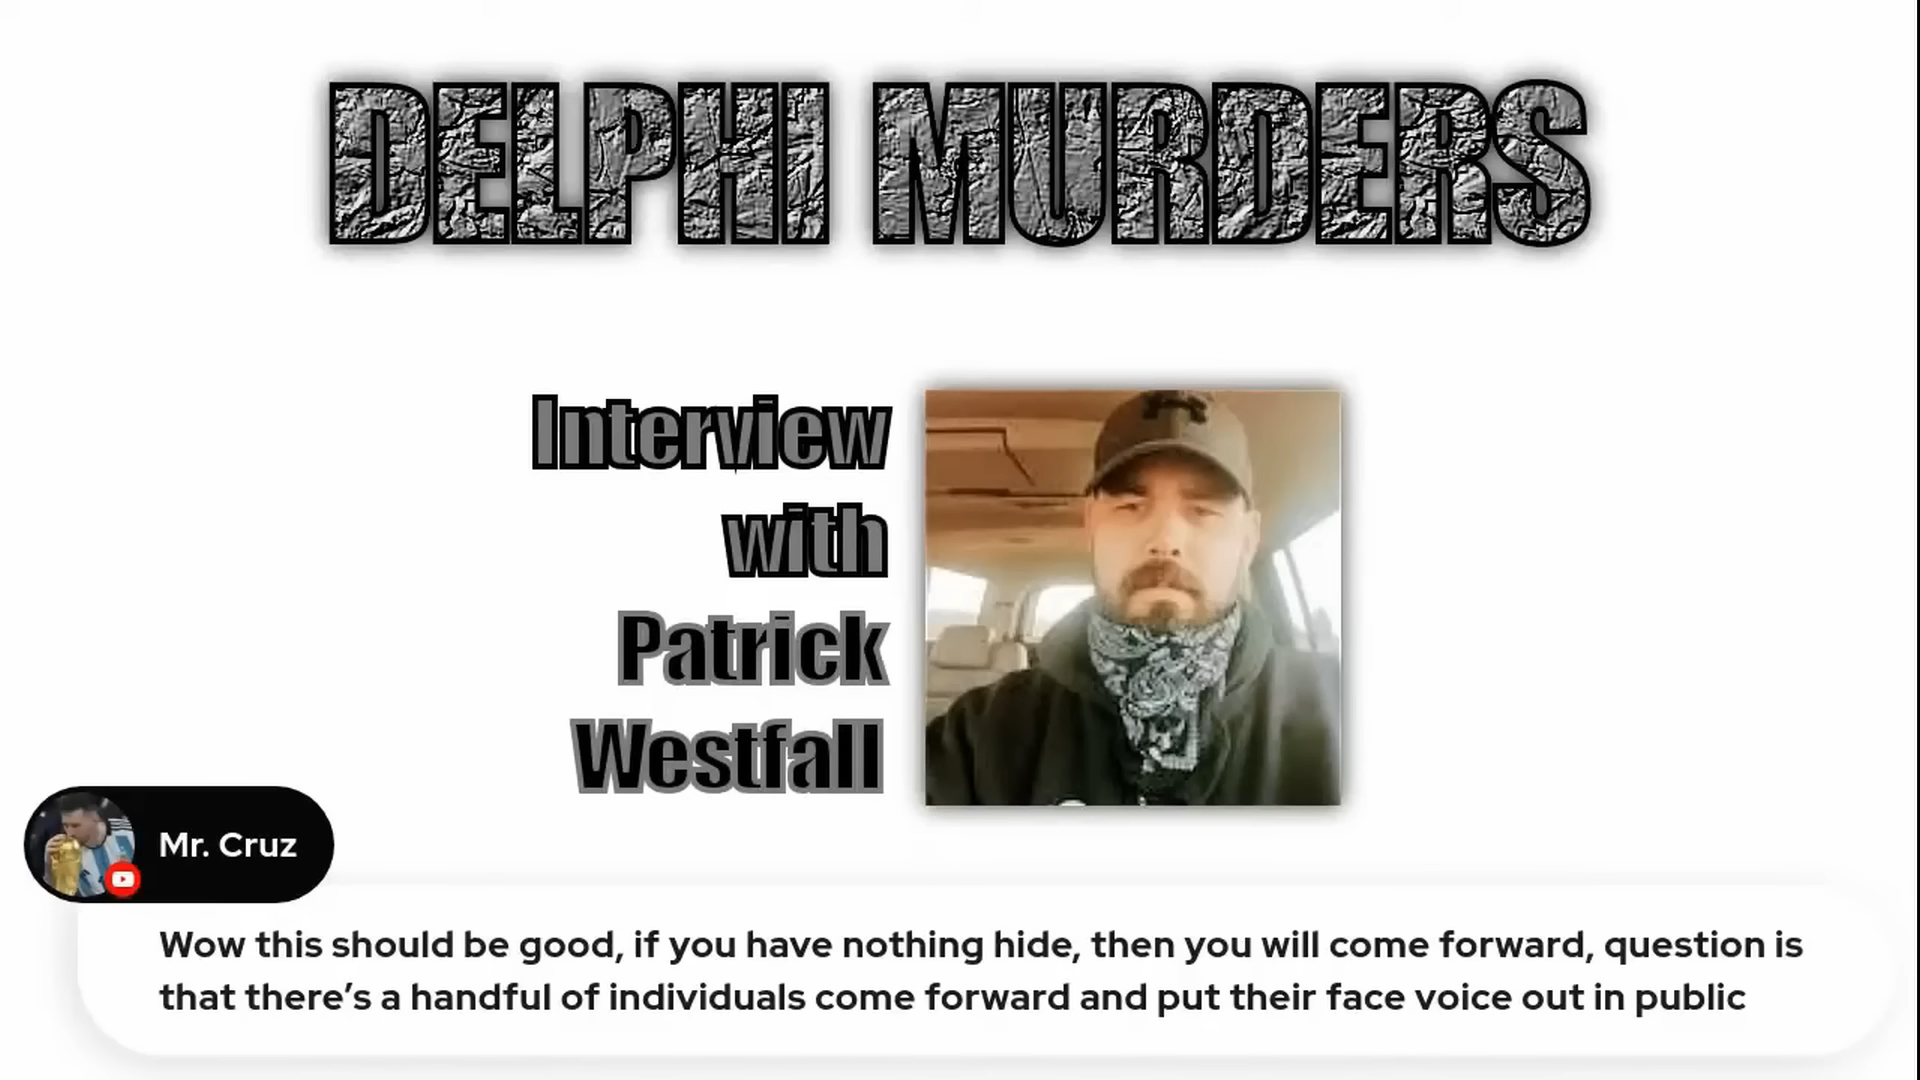 DELPHI MURDERS
Interview
with
Patrick
Westfall
Mr. Cruz
Wow this should be good, if you have nothing hide, then you will come forward, question is
that there's a handful of individuals come forward and put their face voice out in public